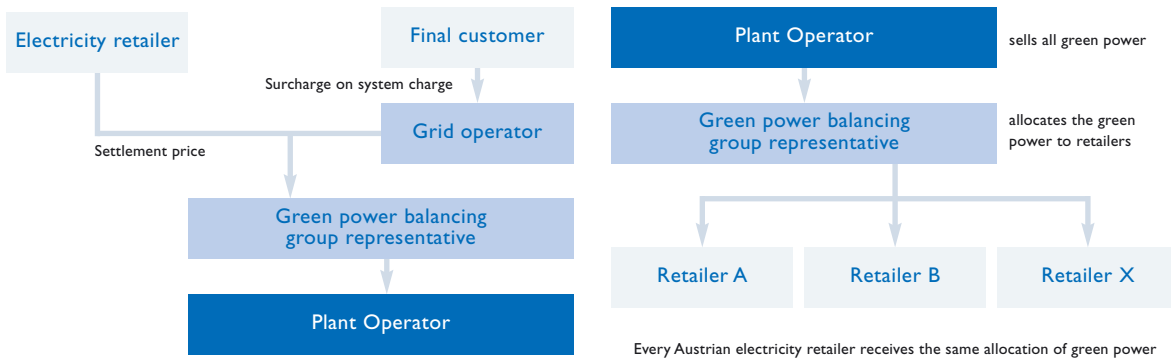 Electricity retailer
Final customer
Surcharge on system charge
Grid operator
Settlement price
Green power balancing
group representative
Plant Operator
Plant Operator
sells all green power
Green power balancing
group representative
allocates the green
power to retailers
Retailer A
Retailer B
Retailer X
Every Austrian electricity retailer receives the same allocation of green power